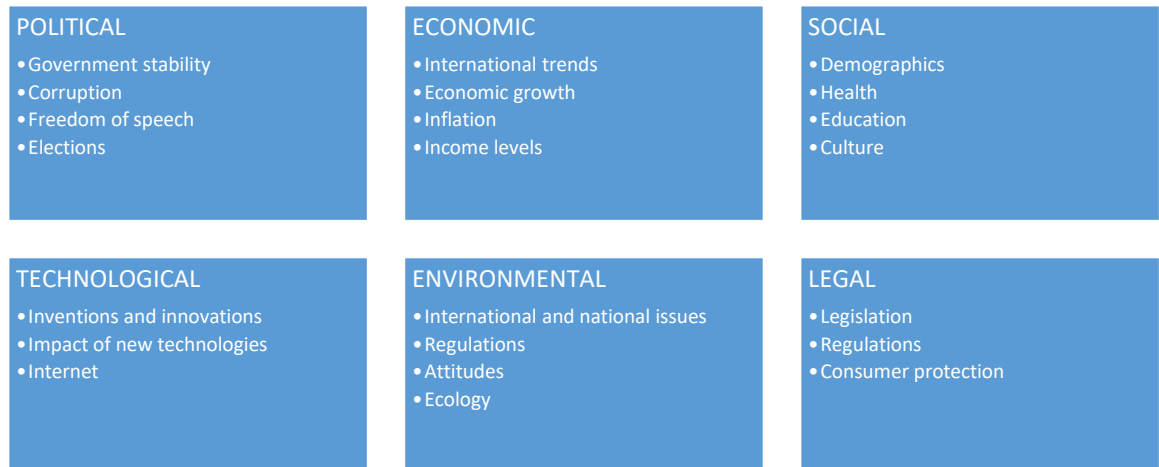 POLITICAL
•Government stability
•Corruption
•Freedom of speech
•Elections
ECONOMIC
•International trends
•Economic growth
•Inflation
•Income levels
SOCIAL
•Demographics
•Health
•Education
•Culture
TECHNOLOGICAL
•Inventions and innovations
•Impact of new technologies
•Internet
ENVIRONMENTAL
•International and national issues
•Regulations
•Attitudes
•Ecology
LEGAL
•Legislation
•Regulations
•Consumer protection